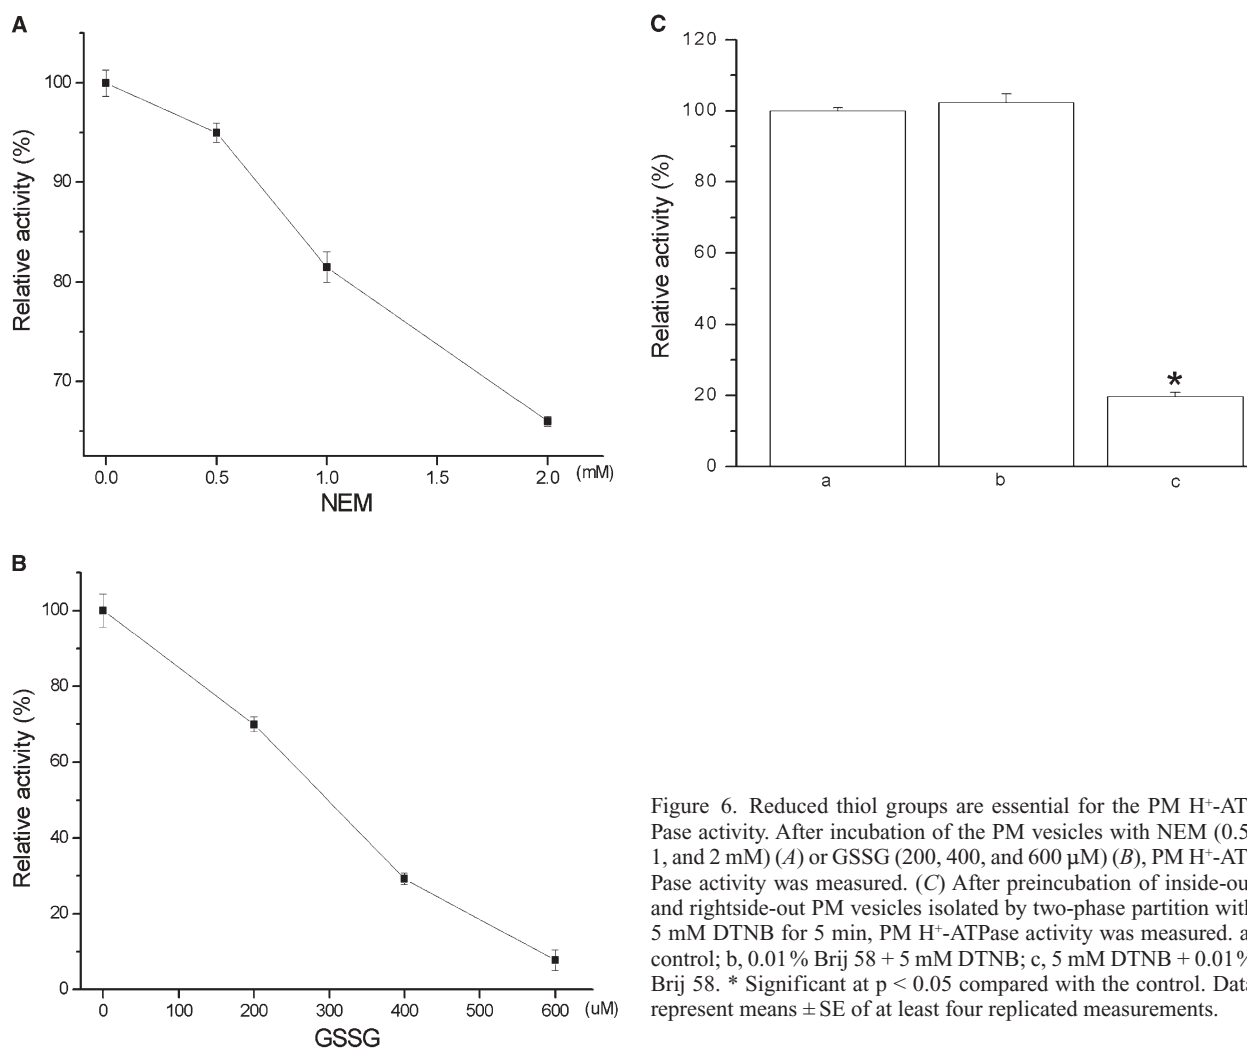 A
100
90
80
70
Relative activity (%)
0.0 0.5 1.0 1.5 2.0 (mM)
NEM
B
100
80
60
40
20
0
Relative activity (%)
0 100 200 300 400 500 600 (uM)
GSSG
C
120
100
80
60
40
20
0
Relative activity (%)
*
a b c
Figure 6. Reduced thiol groups are essential for the PM H⁺-AT
Pase activity. After incubation of the PM vesicles with NEM (0.5
1, and 2 mM) (A) or GSSG (200, 400, and 600 µM) (B), PM H⁺-AT
Pase activity was measured. (C) After preincubation of inside-ou
and rightside-out PM vesicles isolated by two-phase partition with
5 mM DTNB for 5 min, PM H⁺-ATPase activity was measured. a
control; b, 0.01% Brij 58 + 5 mM DTNB; c, 5 mM DTNB + 0.01%
Brij 58. * Significant at p < 0.05 compared with the control. Data
represent means ± SE of at least four replicated measurements.